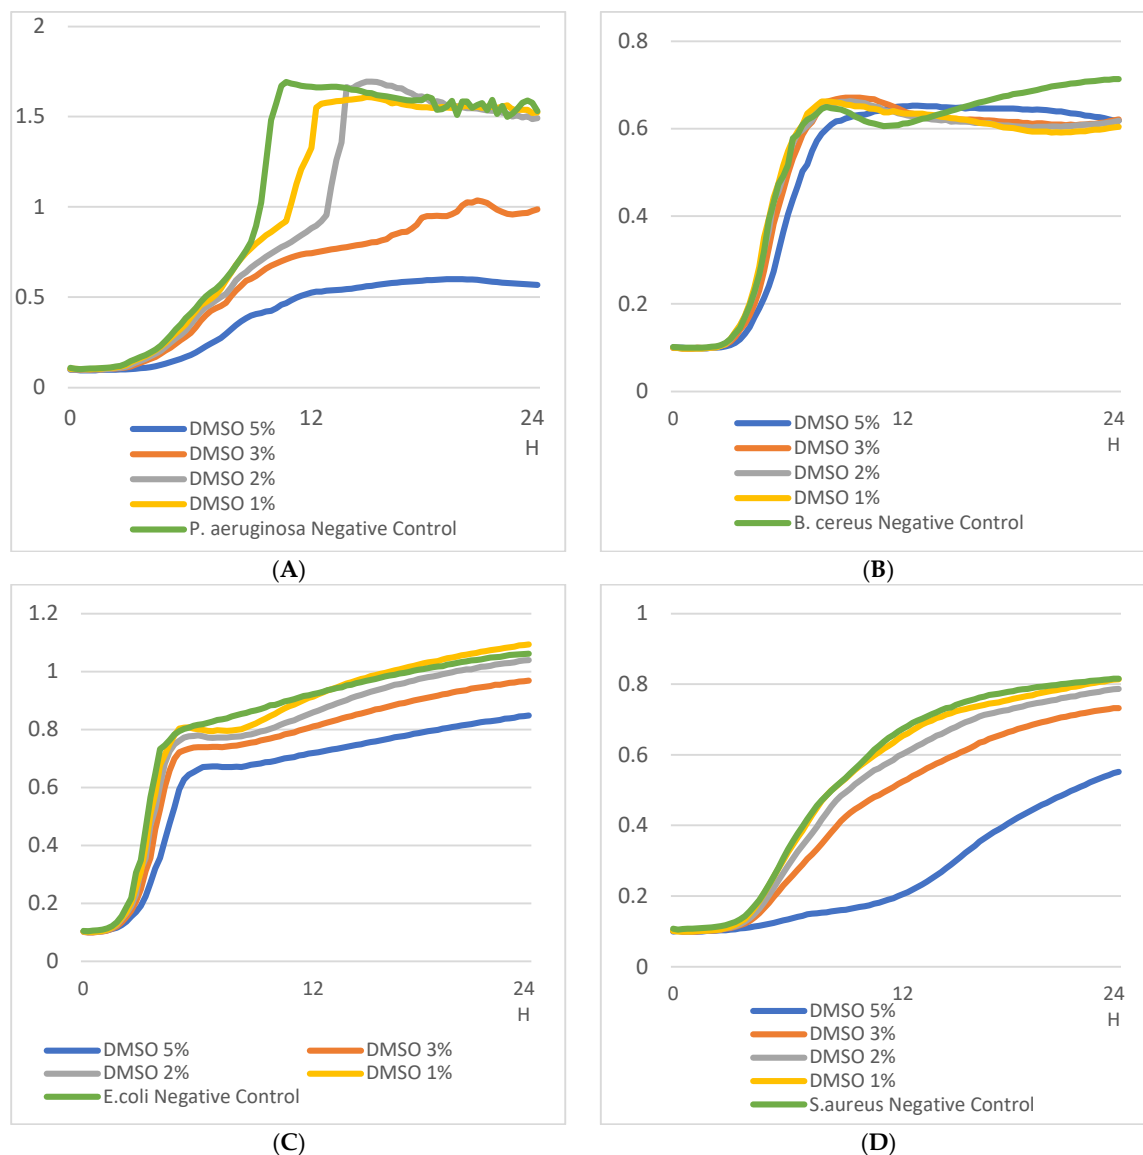 2
1.5
1
0.5
0
0 12 24
H
DMSO 5%
DMSO 3%
DMSO 2%
DMSO 1%
P. aeruginosa Negative Control
(A)
0.8
0.6
0.4
0.2
0
0 12 24
H
DMSO 5%
DMSO 3%
DMSO 2%
DMSO 1%
B. cereus Negative Control
(B)
1.2
1
0.8
0.6
0.4
0.2
0
0 12 24
H
DMSO 5% DMSO 3%
DMSO 2% DMSO 1%
E.coli Negative Control
(C)
1
0.8
0.6
0.4
0.2
0
0 12 24
H
DMSO 5%
DMSO 3%
DMSO 2%
DMSO 1%
S.aureus Negative Control
(D)